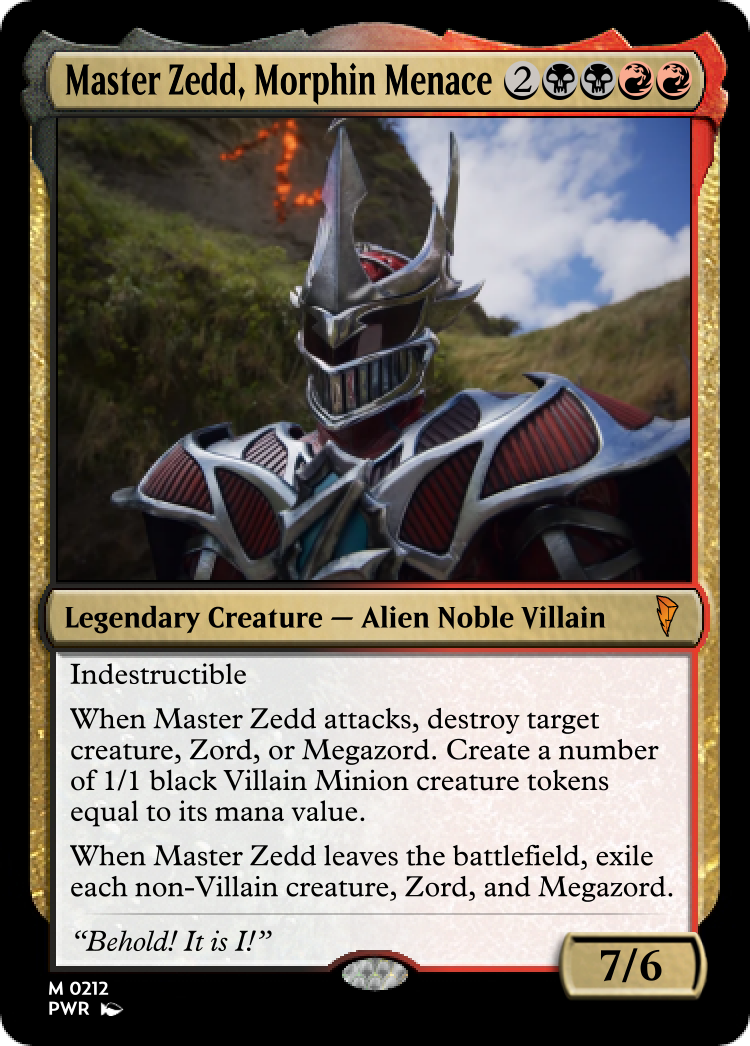 Master Zedd, Morphin Menace 2
Legendary Creature — Alien Noble Villain
Indestructible
When Master Zedd attacks, destroy target
creature, Zord, or Megazord. Create a number
of 1/1 black Villain Minion creature tokens
equal to its mana value.
When Master Zedd leaves the battlefield, exile
each non-Villain creature, Zord, and Megazord.
“Behold! It is I!”
7/6
M 0212
PWR